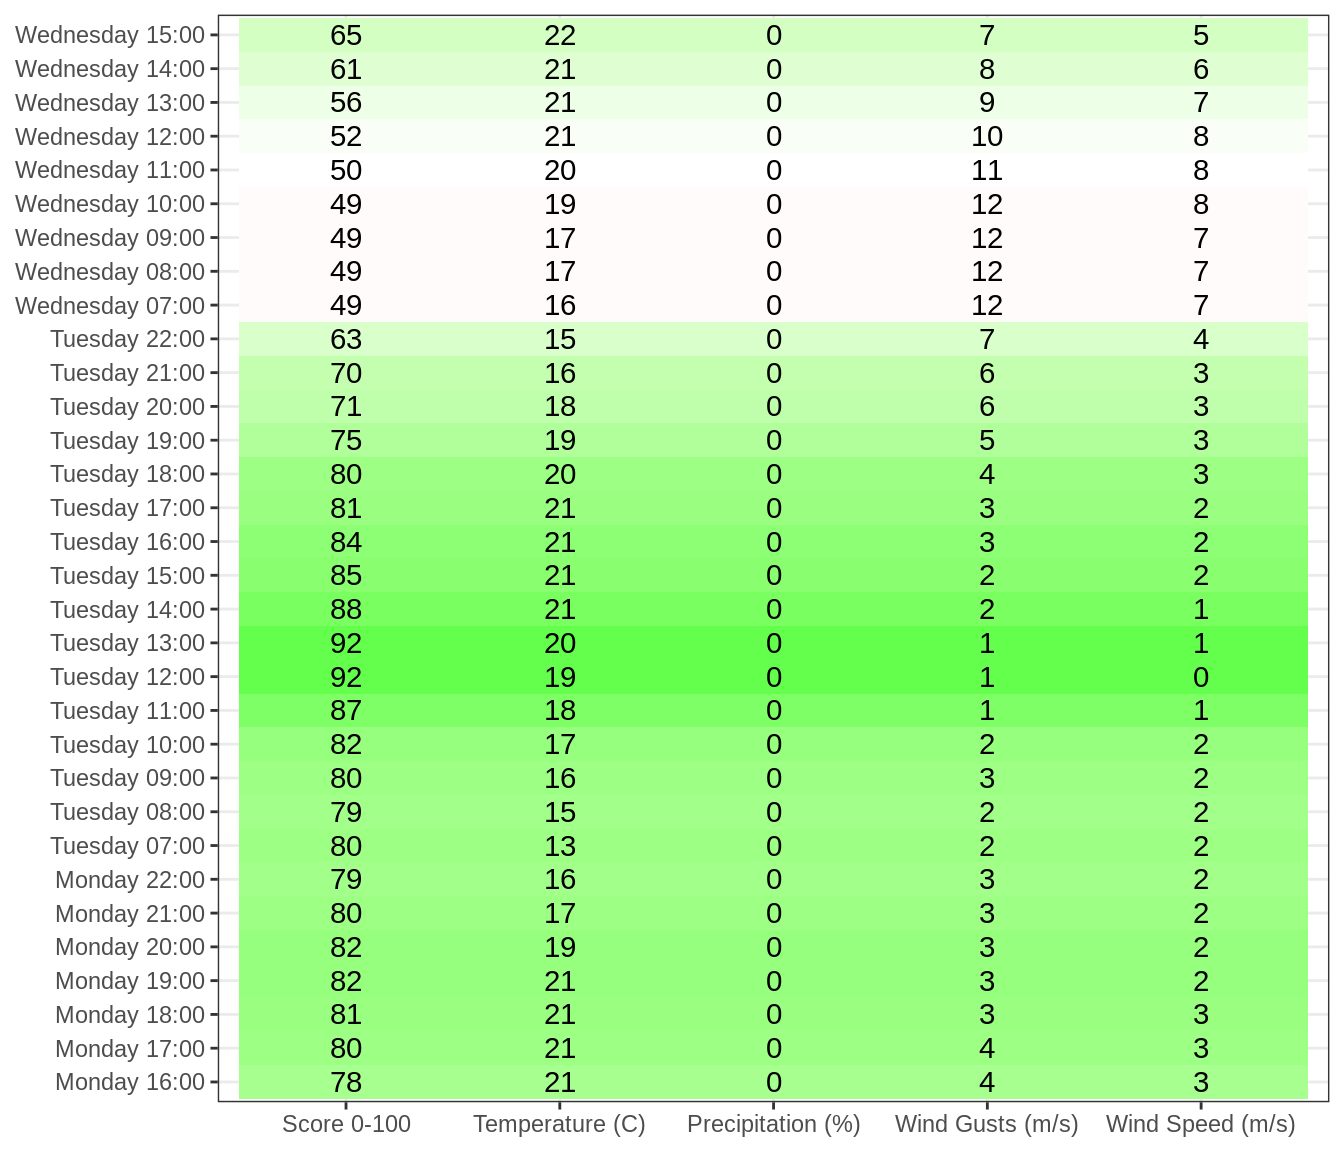 Wednesday 15:00 65 22 0 7 5
Wednesday 14:00 61 21 0 8 6
Wednesday 13:00 56 21 0 9 7
Wednesday 12:00 52 21 0 10 8
Wednesday 11:00 50 20 0 11 8
Wednesday 10:00 49 19 0 12 8
Wednesday 09:00 49 17 0 12 7
Wednesday 08:00 49 17 0 12 7
Wednesday 07:00 49 16 0 12 7
Tuesday 22:00 63 15 0 7 4
Tuesday 21:00 70 16 0 6 3
Tuesday 20:00 71 18 0 6 3
Tuesday 19:00 75 19 0 5 3
Tuesday 18:00 80 20 0 4 3
Tuesday 17:00 81 21 0 3 2
Tuesday 16:00 84 21 0 3 2
Tuesday 15:00 85 21 0 2 2
Tuesday 14:00 88 21 0 2 1
Tuesday 13:00 92 20 0 1 1
Tuesday 12:00 92 19 0 1 0
Tuesday 11:00 87 18 0 1 1
Tuesday 10:00 82 17 0 2 2
Tuesday 09:00 80 16 0 3 2
Tuesday 08:00 79 15 0 2 2
Tuesday 07:00 80 13 0 2 2
Monday 22:00 79 16 0 3 2
Monday 21:00 80 17 0 3 2
Monday 20:00 82 19 0 3 2
Monday 19:00 82 21 0 3 2
Monday 18:00 81 21 0 3 3
Monday 17:00 80 21 0 4 3
Monday 16:00 78 21 0 4 3
Score 0-100 Temperature (C) Precipitation (%) Wind Gusts (m/s) Wind Speed (m/s)